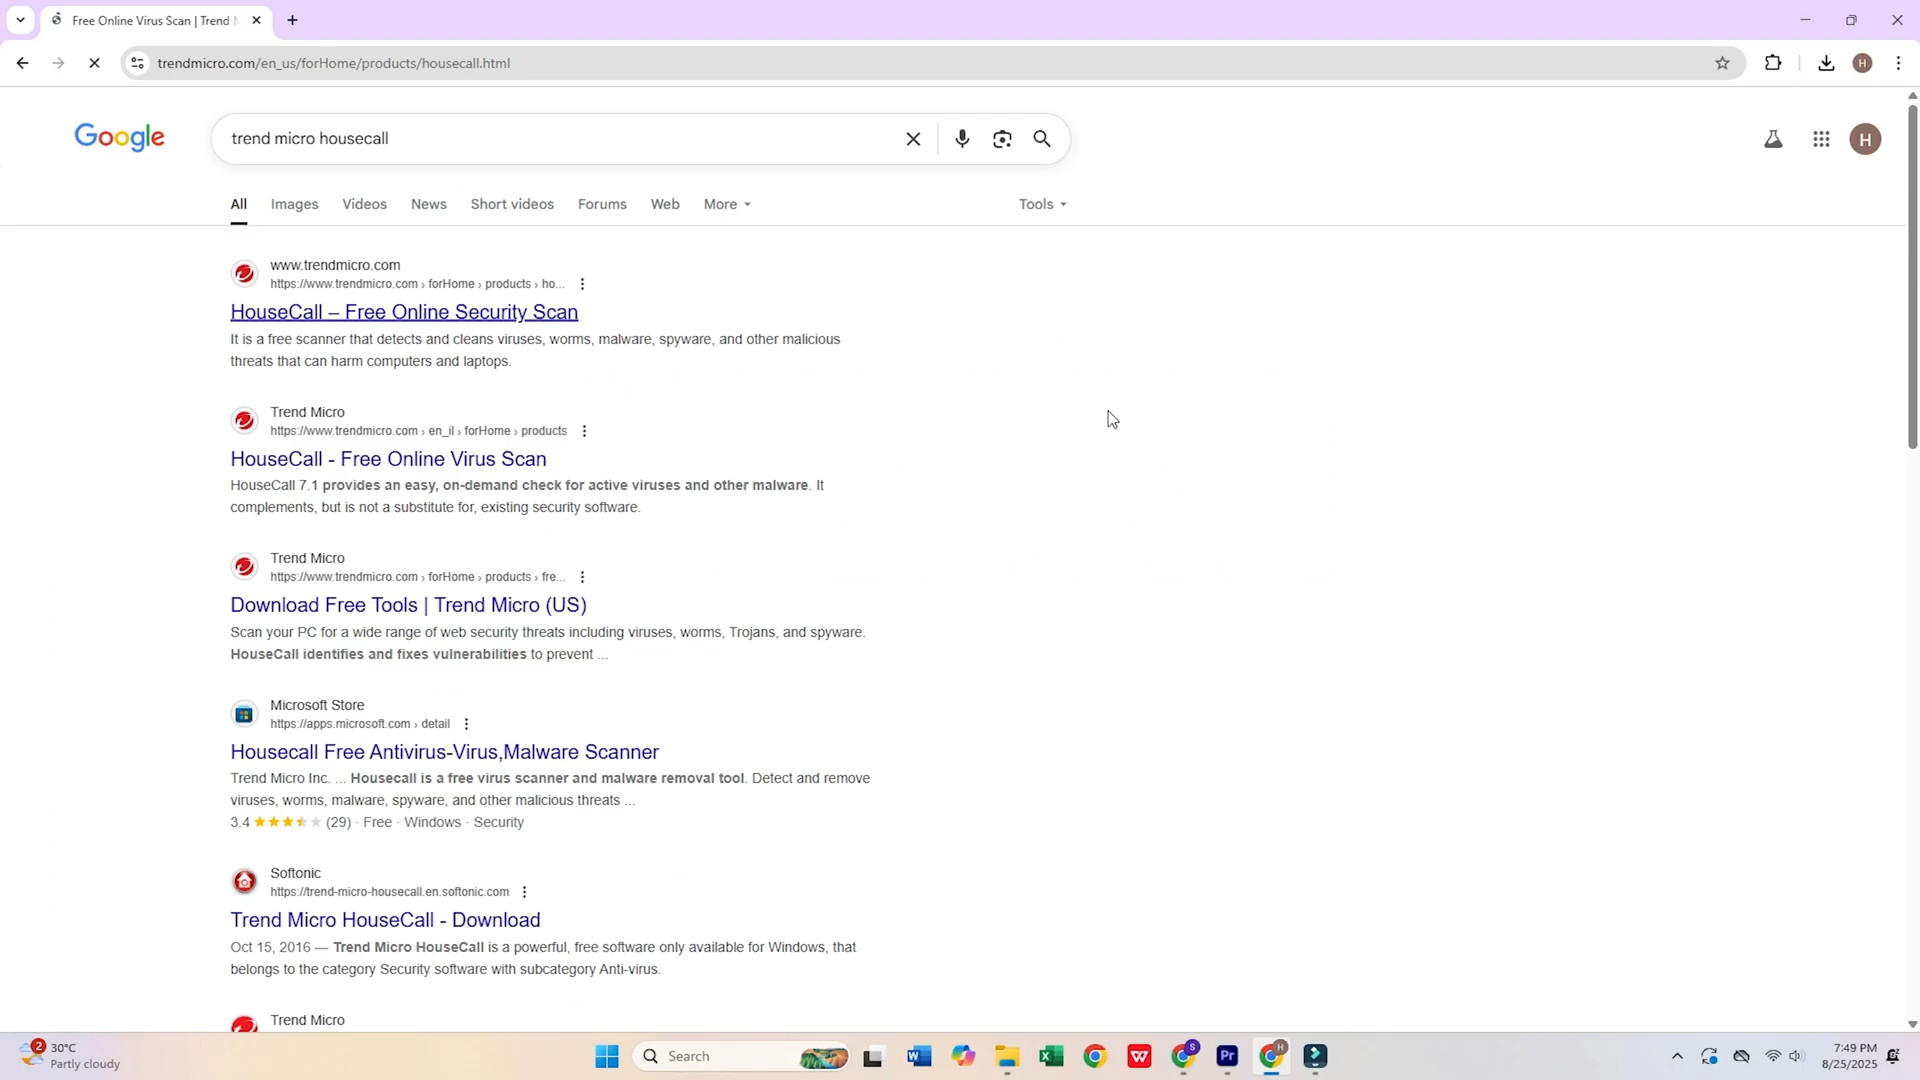 Free Online Virus Scan | Trend M
trendmicro.com/en_us/forHome/products/housecall.html
H
Google
trend micro housecall
H
All
Images
Videos
News
Short videos
Forums
Web
More
Tools
www.trendmicro.com
https://www.trendmicro.com › forHome › products › ho...
HouseCall – Free Online Security Scan
It is a free scanner that detects and cleans viruses, worms, malware, spyware, and other malicious
threats that can harm computers and laptops.
Trend Micro
https://www.trendmicro.com › en_il › forHome › products
HouseCall - Free Online Virus Scan
HouseCall 7.1 provides an easy, on-demand check for active viruses and other malware. It
complements, but is not a substitute for, existing security software.
Trend Micro
https://www.trendmicro.com › forHome › products › fre...
Download Free Tools | Trend Micro (US)
Scan your PC for a wide range of web security threats including viruses, worms, Trojans, and spyware.
HouseCall identifies and fixes vulnerabilities to prevent ...
Microsoft Store
https://apps.microsoft.com › detail
Housecall Free Antivirus-Virus,Malware Scanner
Trend Micro Inc. ... Housecall is a free virus scanner and malware removal tool. Detect and remove
viruses, worms, malware, spyware, and other malicious threats ...
3.4 (29) · Free · Windows · Security
Softonic
https://trend-micro-housecall.en.softonic.com
Trend Micro HouseCall - Download
Oct 15, 2016 — Trend Micro HouseCall is a powerful, free software only available for Windows, that
belongs to the category Security software with subcategory Anti-virus.
Trend Micro
2
30°C
Partly cloudy
Search
W
X
W
S
Pr
H
7:49 PM
8/25/2025